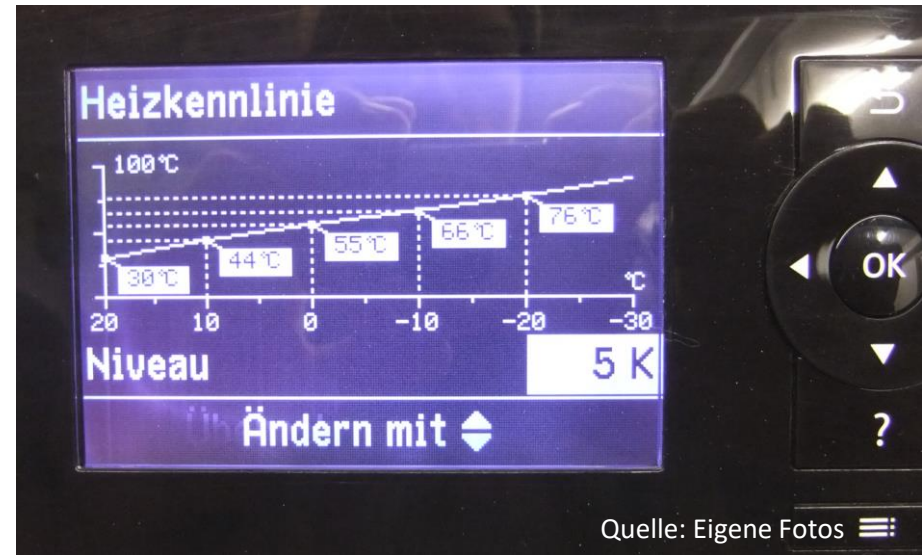 Heizkennlinie
100°C
30°C
44°C
55°C
66°C
76°C
°C
20 10 0 -10 -20 -30
Niveau 5 K
Ändern mit
OK
?
Quelle: Eigene Fotos